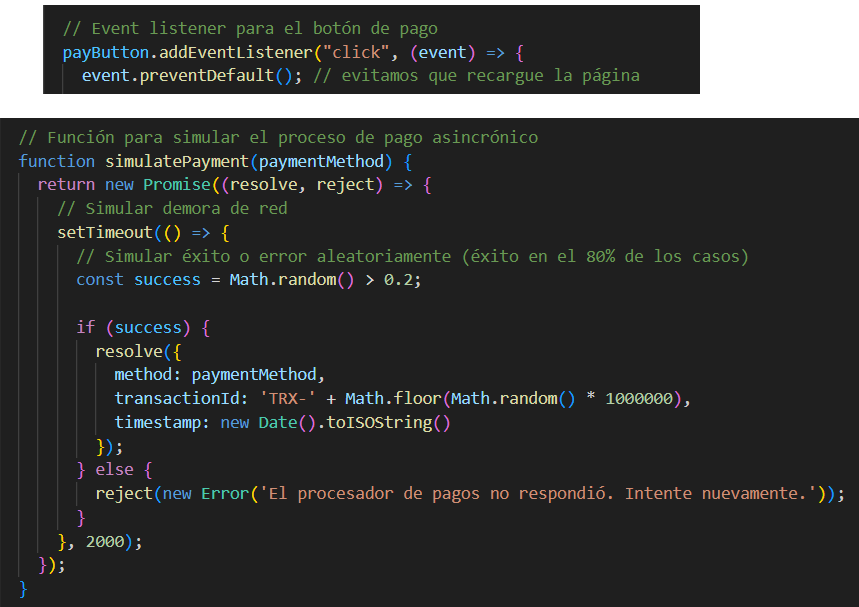 // Event listener para el botón de pago
payButton.addEventListener("click", (event) => {
event.preventDefault(); // evitamos que recargue la página
// Función para simular el proceso de pago asincrónico
function simulatePayment(paymentMethod) {
return new Promise((resolve, reject) => {
// Simular demora de red
setTimeout(() => {
// Simular éxito o error aleatoriamente (éxito en el 80% de los casos)
const success = Math.random() > 0.2;
if (success) {
resolve({
method: paymentMethod,
transactionId: 'TRX-' + Math.floor(Math.random() * 1000000),
timestamp: new Date().toISOString()
});
} else {
reject(new Error('El procesador de pagos no respondió. Intente nuevamente.'));
}
}, 2000);
});
}